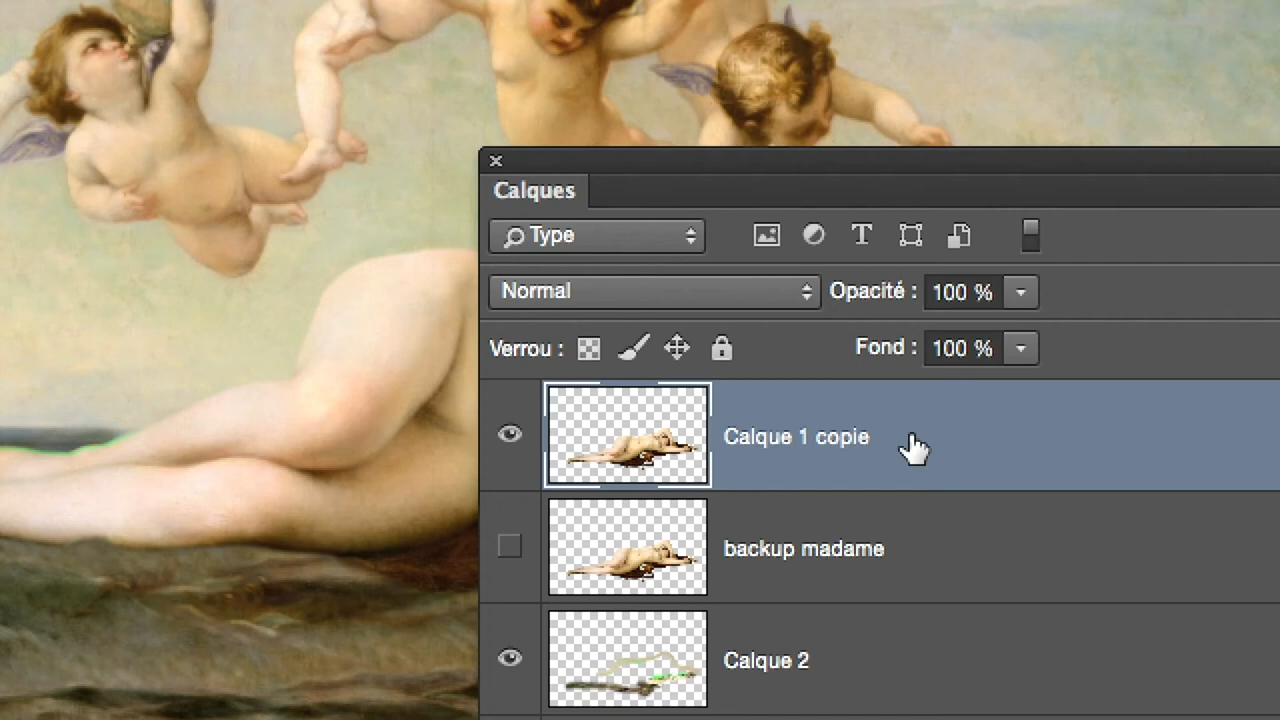 Calques
Type
Normal Opacité : 100 %
Verrou : Fond : 100 %
Calque 1 copie
backup madame
Calque 2